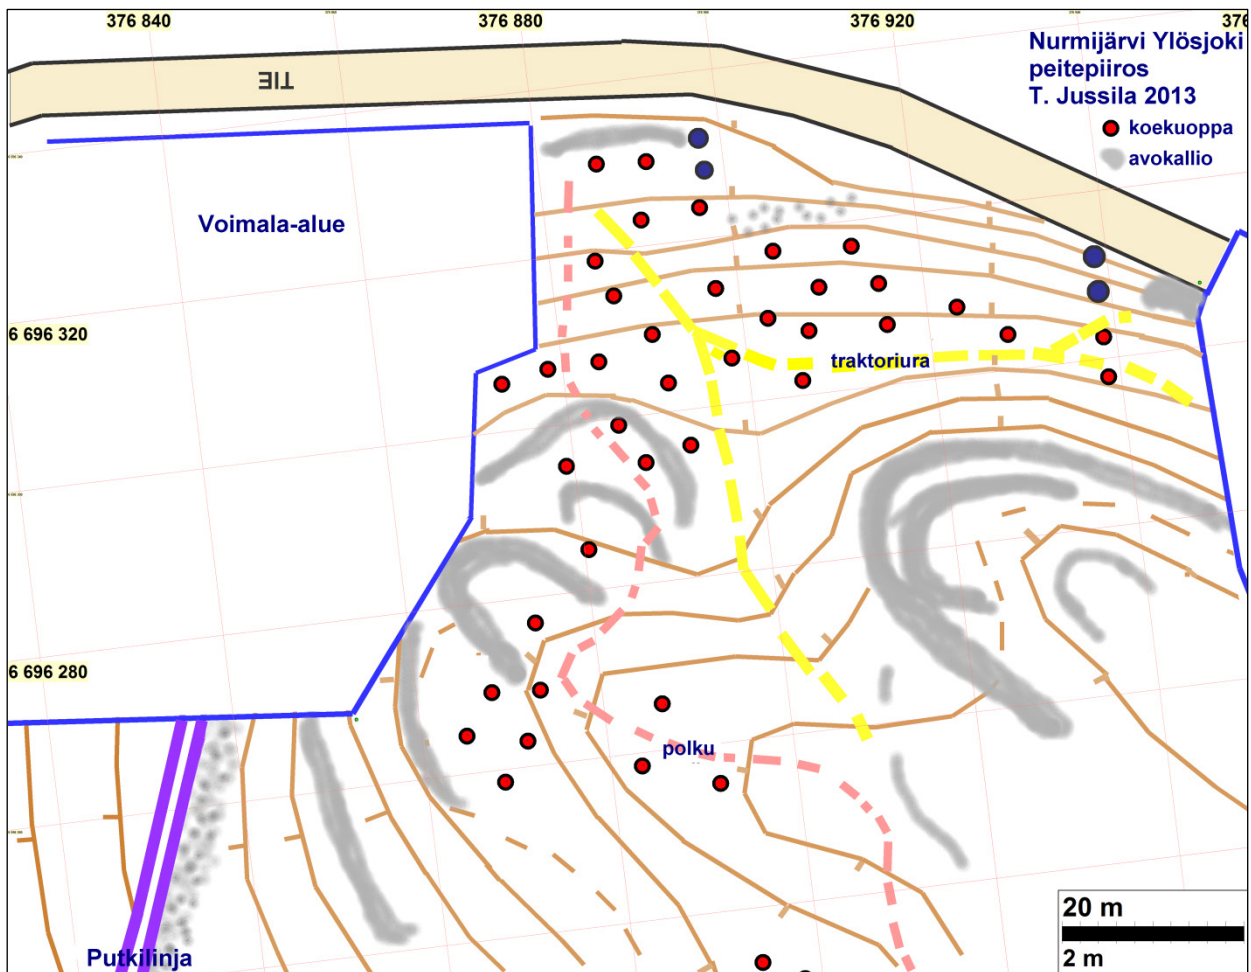 376 840
376 880
376 920
376
Nurmijärvi Ylösjoki
peitepiiros
T. Jussila 2013
koekuoppa
avokallio
TIE
Voimala-alue
6 696 320
traktoriura
6 696 280
polku
Putkilinja
20 m
2 m